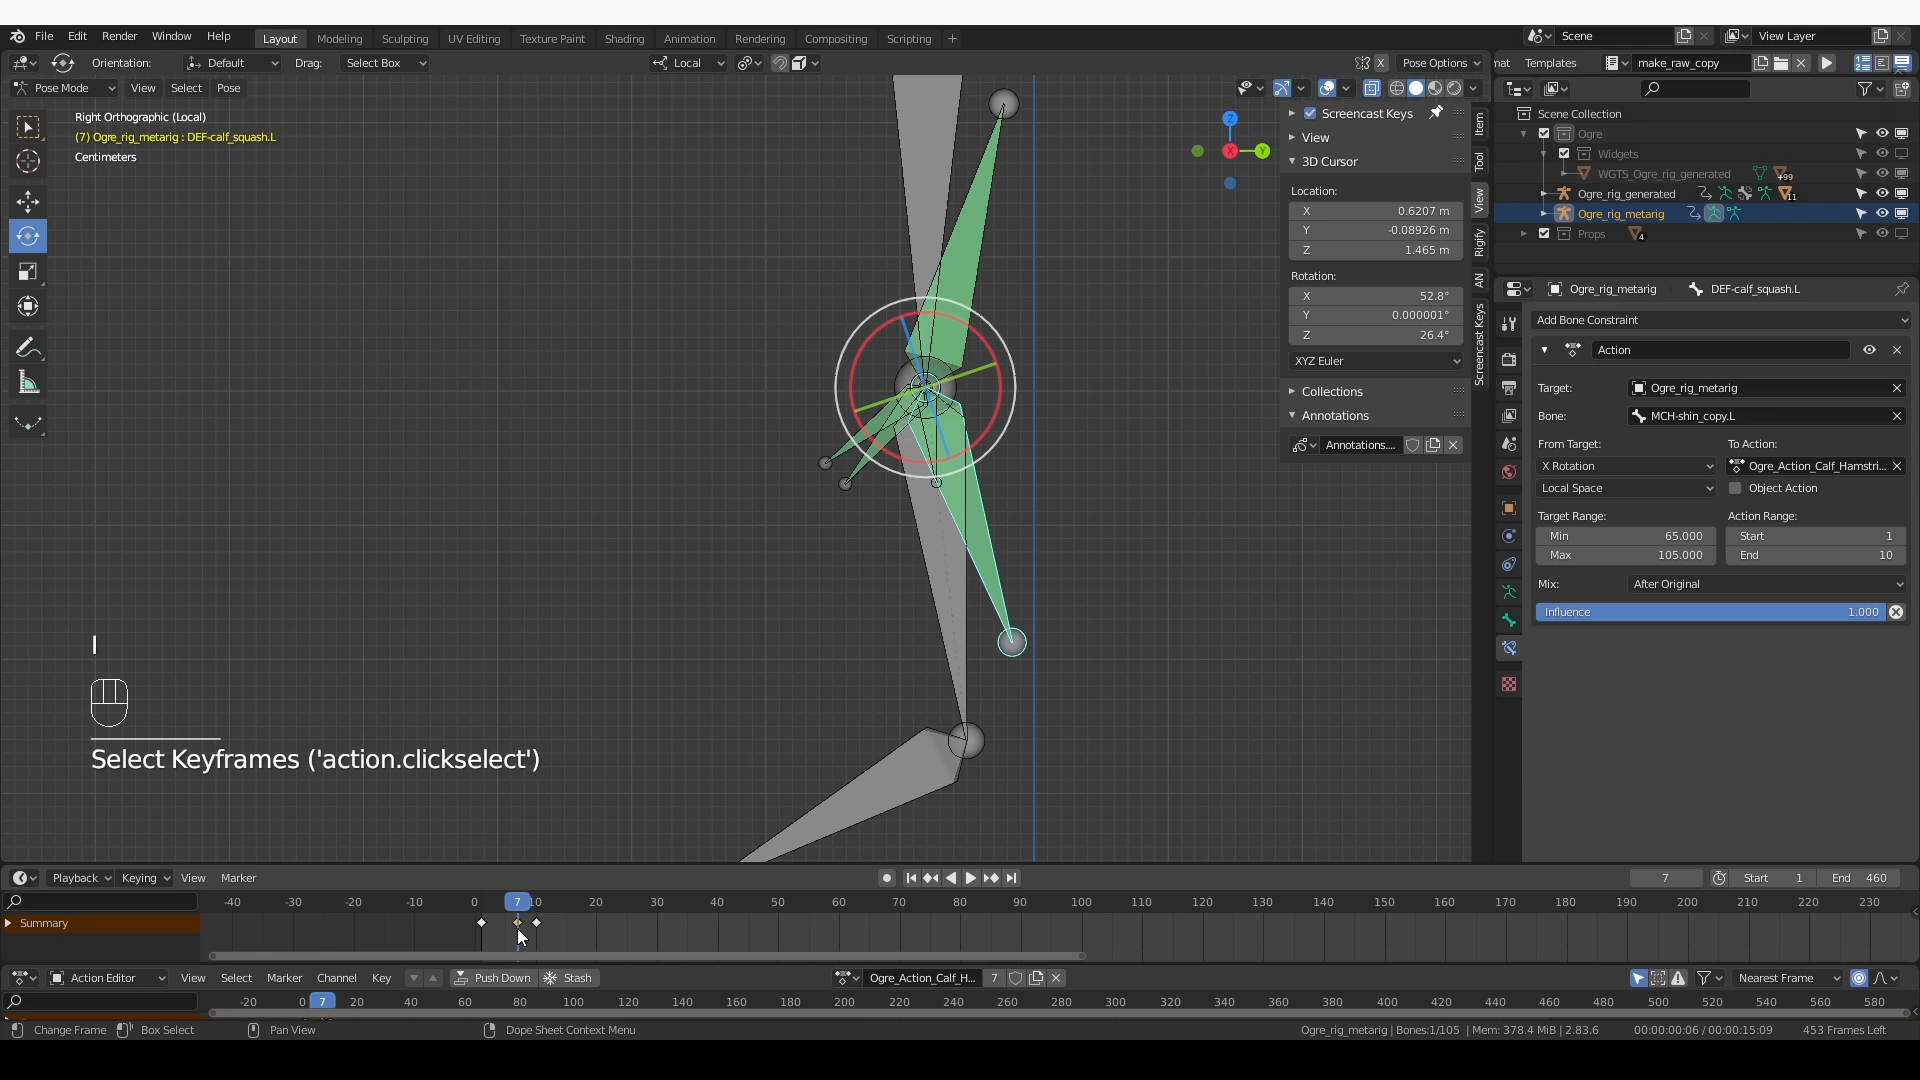 File Edit Render Window Help Layout Modeling Sculpting UV Editing Texture Paint Shading Animation Rendering Compositing Scripting + Scene View Layer
Orientation: Default Drag: Select Box Local X Pose Options mat Templates make_raw_copy
Pose Mode View Select Pose
Right Orthographic (Local)
(7) Ogre_rig_metarig : DEF-calf_squash.L
Centimeters
Z
X
Y
Screencast Keys
View
3D Cursor
Location:
X 0.6207 m
Y -0.08926 m
Z 1.465 m
Rotation:
X 52.8°
Y 0.000001°
Z 26.4°
XYZ Euler
Collections
Annotations
Annotations....
Item
Tool
View
Rigify
AN
Screencast Keys
Scene Collection
Ogre
Widgets
WGTS_Ogre_rig_generated +99
Ogre_rig_generated 11
Ogre_rig_metarig
Props 4
Ogre_rig_metarig DEF-calf_squash.L
Add Bone Constraint
Action
Target: Ogre_rig_metarig
Bone: MCH-shin_copy.L
From Target: To Action:
X Rotation Ogre_Action_Calf_Hamstri...
Local Space Object Action
Target Range: Action Range:
Min 65.000 Start 1
Max 105.000 End 10
Mix: After Original
Influence 1.000
I
Select Keyframes ('action.clickselect')
Playback Keying View Marker 7 Start 1 End 460
-40 -30 -20 -10 0 7 10 20 30 40 50 60 70 80 90 100 110 120 130 140 150 160 170 180 190 200 210 220 230
Summary
Action Editor View Select Marker Channel Key Push Down Stash Ogre_Action_Calf_H... 7 Nearest Frame
-20 0 7 20 40 60 80 100 120 140 160 180 200 220 240 260 280 300 320 340 360 380 400 420 440 460 480 500 520 540 560 580
Change Frame Box Select Pan View Dope Sheet Context Menu Ogre_rig_metarig | Bones:1/105 | Mem: 378.4 MiB | 2.83.6 00:00:00:06 / 00:00:15:09 453 Frames Left